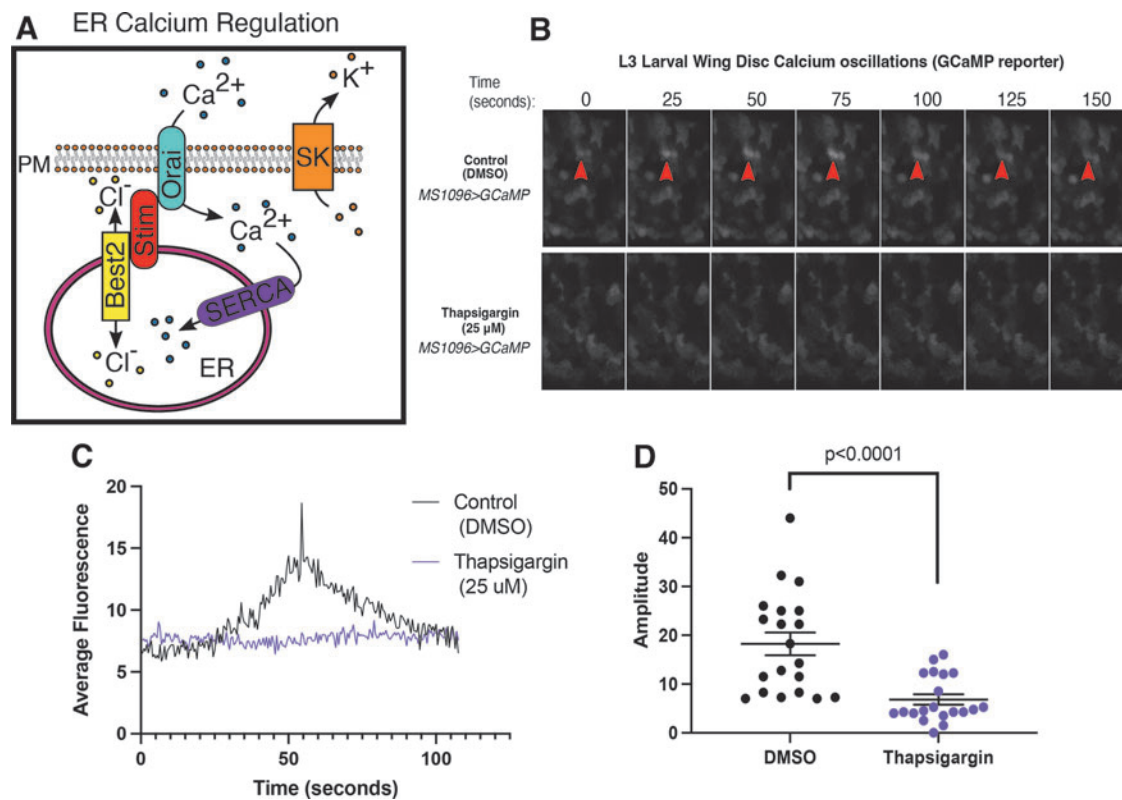 A ER Calcium Regulation
Ca2+
K+
PM
Orai
SK
Cl-
Stim
Ca2+
Best2
SERCA
Cl-
ER
B
L3 Larval Wing Disc Calcium oscillations (GCaMP reporter)
Time
(seconds):
0 25 50 75 100 125 150
Control
(DMSO)
MS1096>GCaMP
Thapsigargin
(25 µM)
MS1096>GCaMP
C
20
15
10
5
0
Average Fluorescence
0 50 100
Time (seconds)
Control
(DMSO)
Thapsigargin
(25 uM)
D
p<0.0001
50
40
30
20
10
0
Amplitude
DMSO Thapsigargin